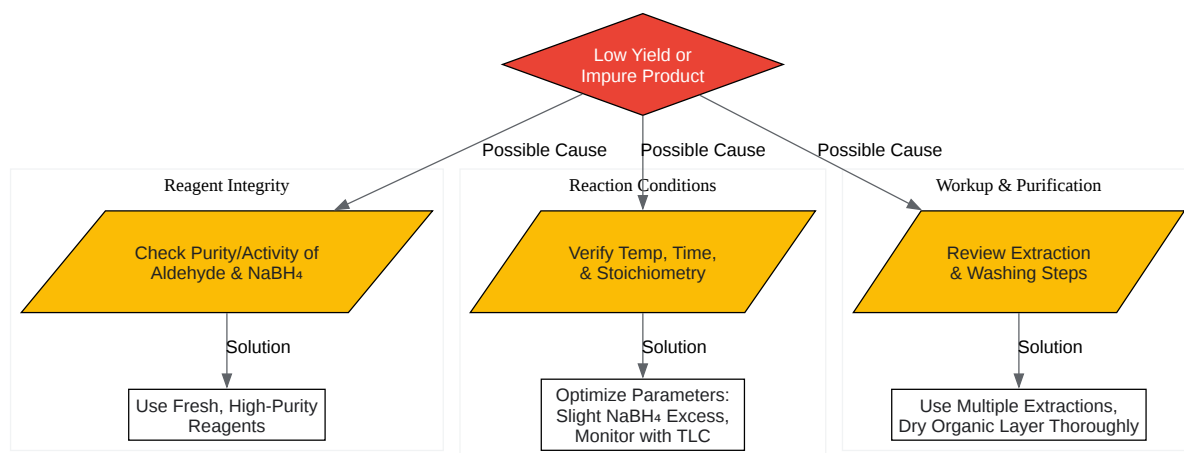 Low Yield or
Impure Product
Possible Cause
Possible Cause
Possible Cause
Reagent Integrity
Reaction Conditions
Workup & Purification
Check Purity/Activity of
Aldehyde & NaBH₄
Verify Temp, Time,
& Stoichiometry
Review Extraction
& Washing Steps
Solution
Solution
Solution
Use Fresh, High-Purity
Reagents
Optimize Parameters:
Slight NaBH₄ Excess,
Monitor with TLC
Use Multiple Extractions,
Dry Organic Layer Thoroughly